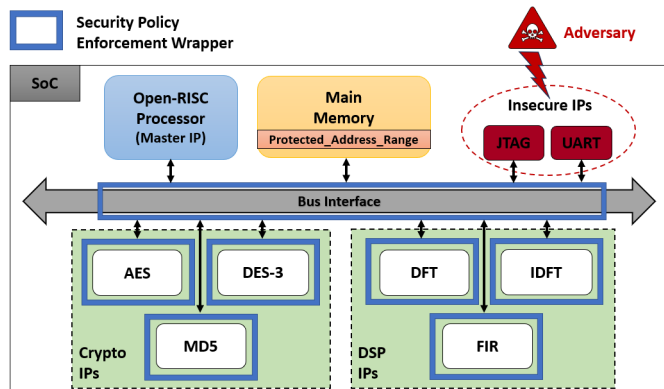 Security Policy
Enforcement Wrapper
Adversary
SoC
Open-RISC
Processor
(Master IP)
Main
Memory
Protected_Address_Range
Insecure IPs
JTAG
UART
Bus Interface
AES
DES-3
MD5
Crypto
IPs
DFT
IDFT
FIR
DSP
IPs